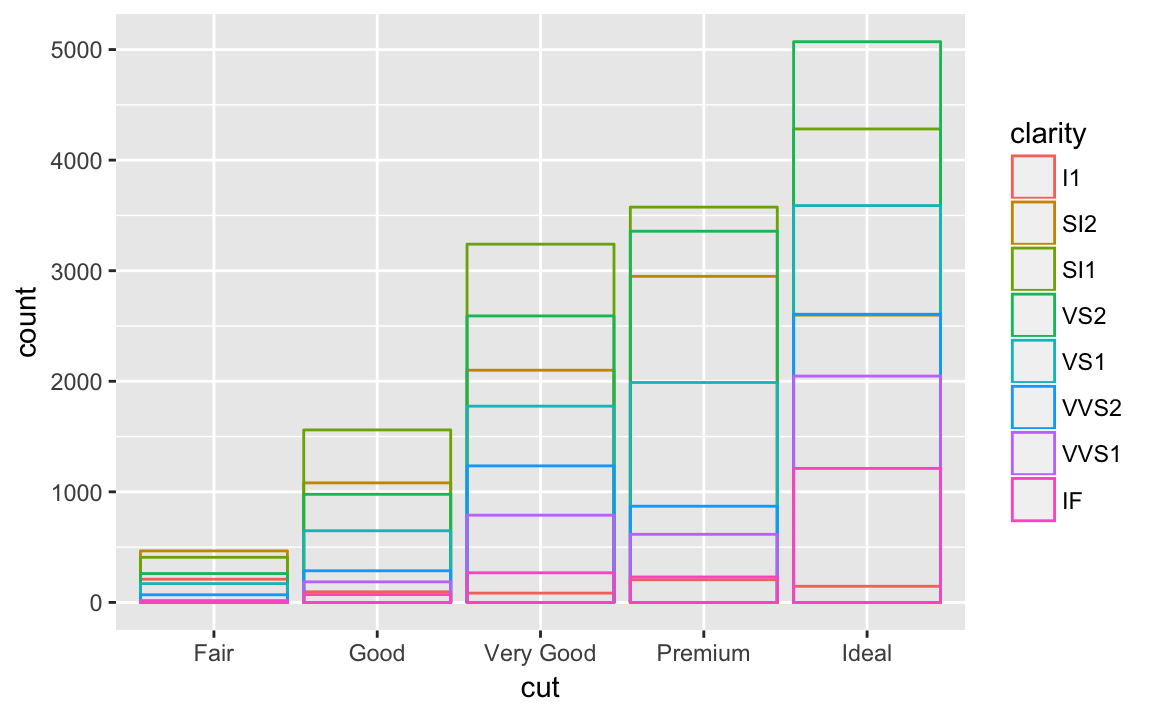 5000
4000
3000
2000
1000
0
count
Fair Good Very Good Premium Ideal
cut
clarity
I1
SI2
SI1
VS2
VS1
VVS2
VVS1
IF